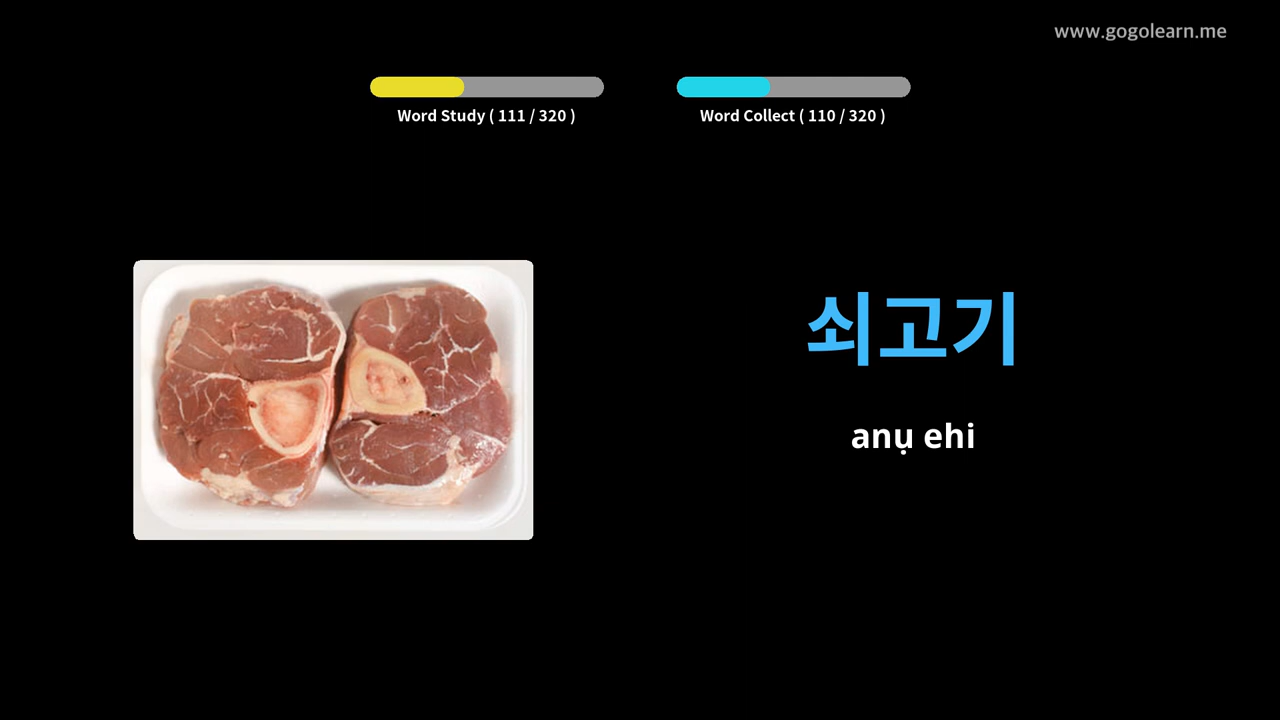 www.gogolearn.me
Word Study ( 111 / 320 )
Word Collect ( 110 / 320 )
쇠고기
anụ ehi